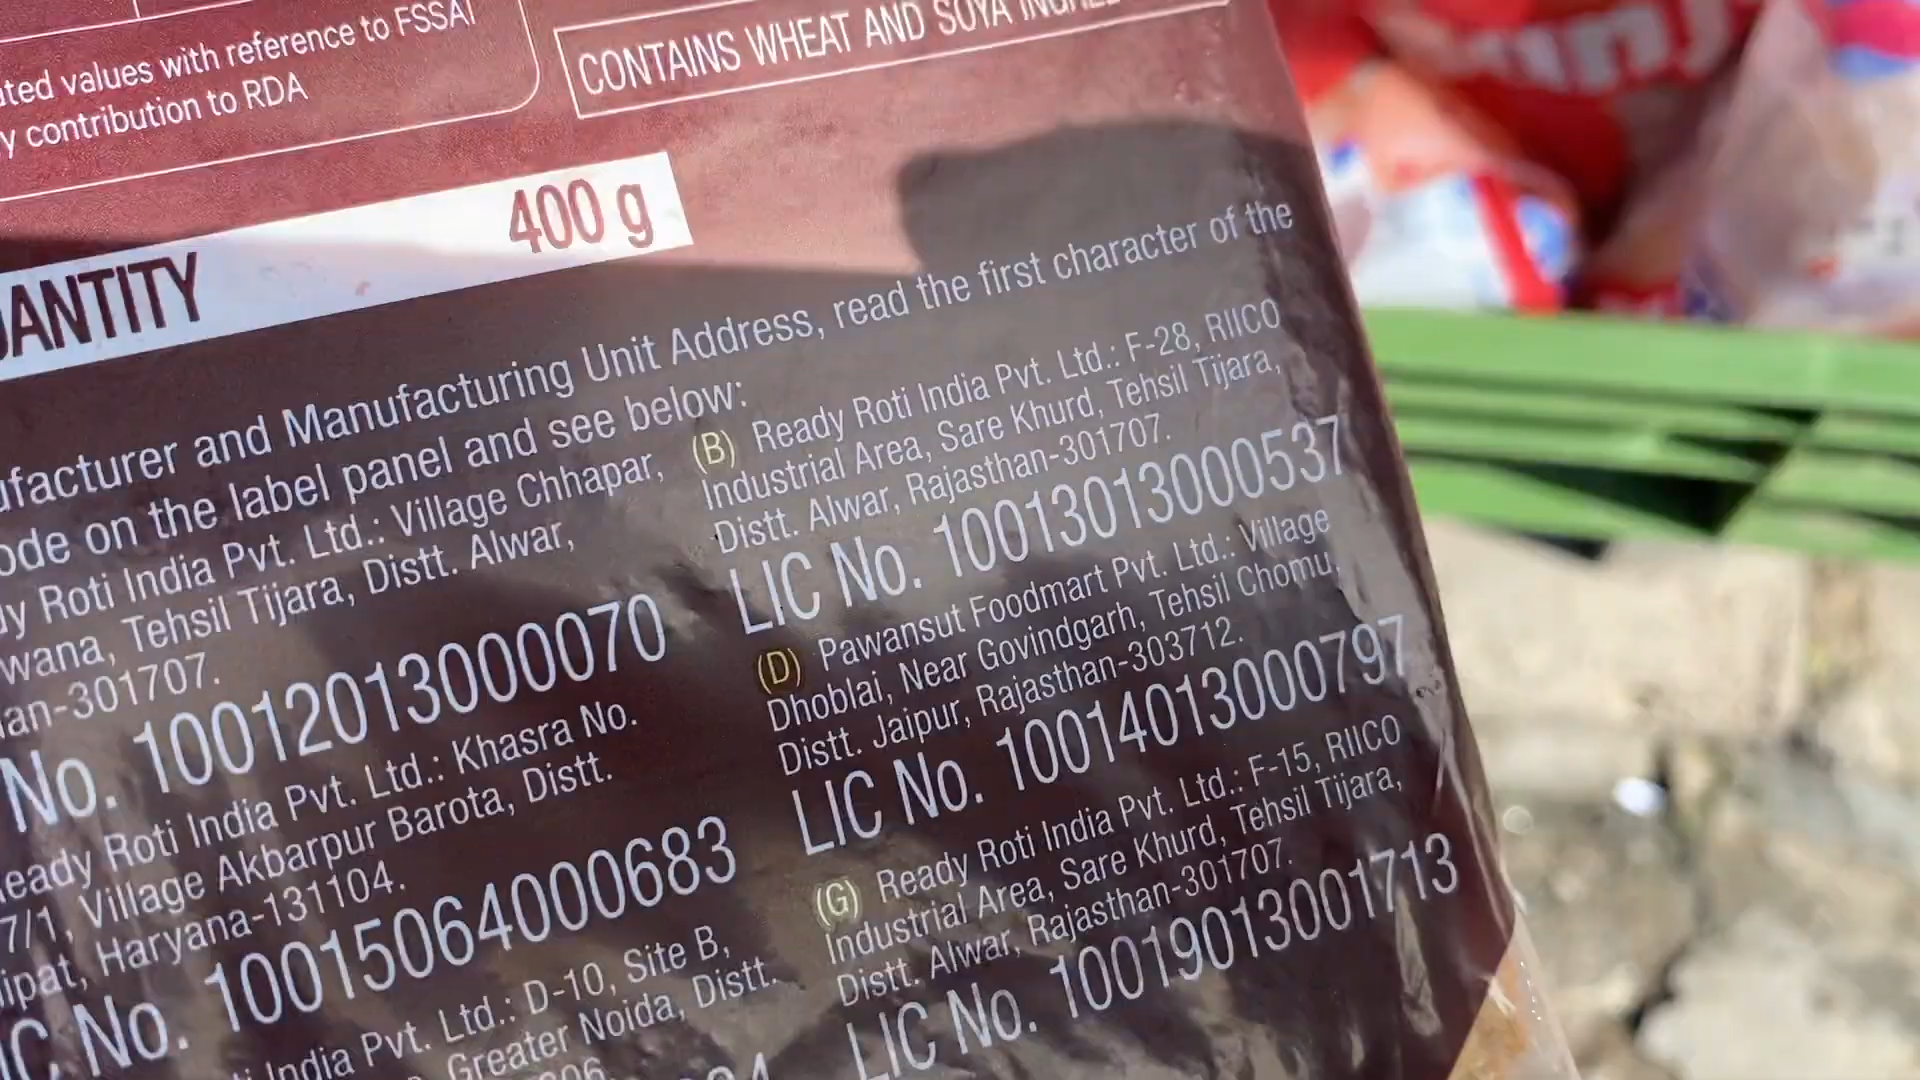 ated values with reference to FSSAI
y contribution to RDA
CONTAINS WHEAT AND SOYA
ANTITY 400 g
ufacturer and Manufacturing Unit Address, read the first character of the
ode on the label panel and see below:
y Roti India Pvt. Ltd.: Village Chhapar,
wana, Tehsil Tijara, Distt. Alwar,
an-301707.
No. 10012013000070
eady Roti India Pvt. Ltd.: Khasra No.
7/1, Village Akbarpur Barota, Distt.
ipat, Haryana-131104.
C No. 10015064000683
India Pvt. Ltd.: D-10, Site B,
Greater Noida, Distt.
(B) Ready Roti India Pvt. Ltd.: F-28, RIICO
Industrial Area, Sare Khurd, Tehsil Tijara,
Distt. Alwar, Rajasthan-301707.
LIC No. 10013013000537
(D) Pawansut Foodmart Pvt. Ltd.: Village
Dhoblai, Near Govindgarh, Tehsil Chomu,
Distt. Jaipur, Rajasthan-303712.
LIC No. 10014013000797
(G) Ready Roti India Pvt. Ltd.: F-15, RIICO
Industrial Area, Sare Khurd, Tehsil Tijara,
Distt. Alwar, Rajasthan-301707.
LIC No. 10019013001713